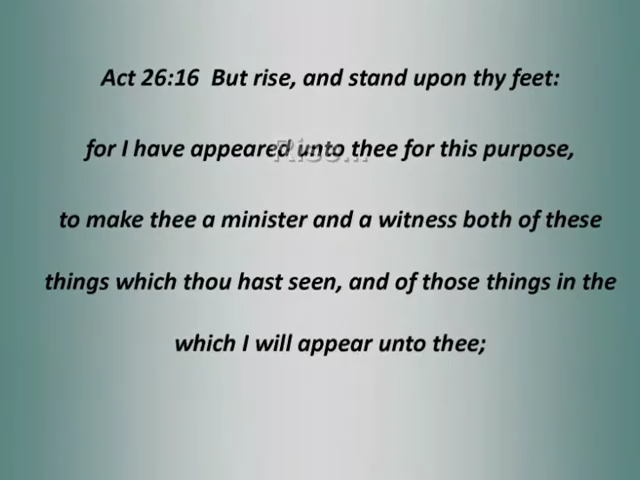 Act 26:16  But rise, and stand upon thy feet:
for I have appeared unto thee for this purpose,
Rise...
to make thee a minister and a witness both of these
things which thou hast seen, and of those things in the
which I will appear unto thee;